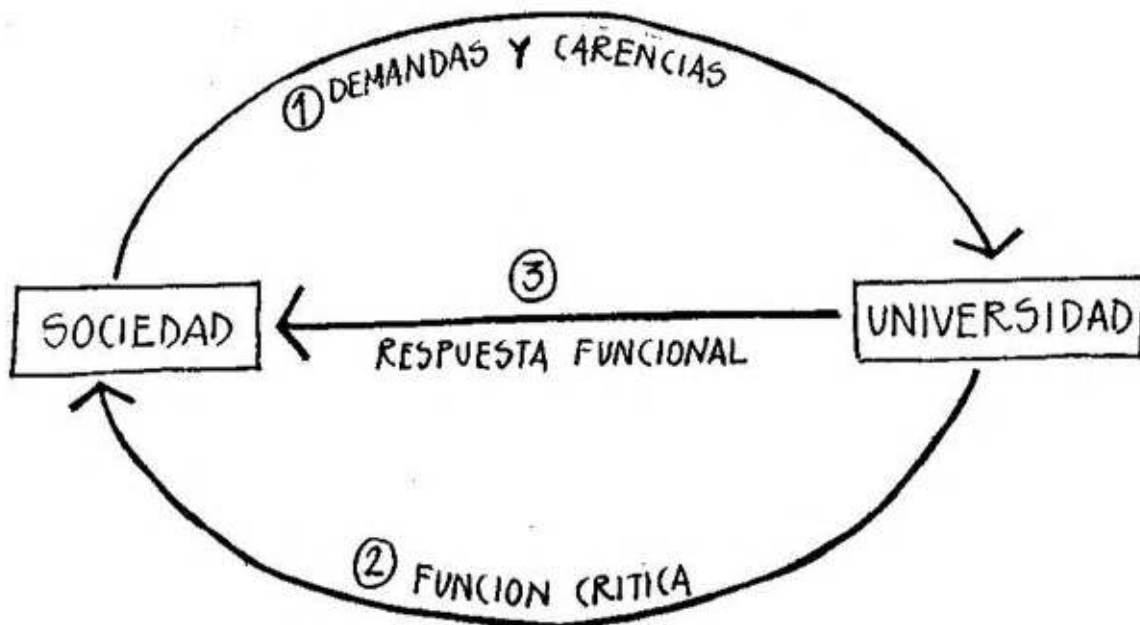 ① DEMANDAS Y CARENCIAS
③
SOCIEDAD
UNIVERSIDAD
RESPUESTA FUNCIONAL
② FUNCION CRITICA